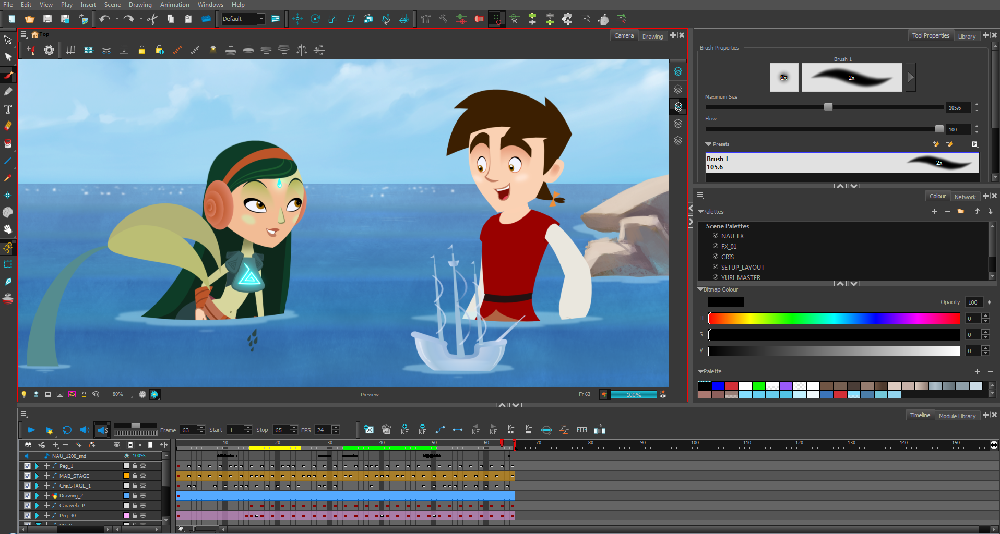 File Edit View Play Insert Scene Drawing Animation Windows Help
Default
Top
Camera Drawing
Tool Properties Library
Brush Properties
Brush 1
2x 2x
Maximum Size
105.6
Flow
100
Presets
Brush 1
105.6
2x
Colour Network
Palettes
Scene Palettes
NAU_FX
FX_01
CRIS
SETUP_LAYOUT
YURI-MASTER
Bitmap Colour
Opacity 100
H 0
S 0
V 0
Palette
80% Preview Fr 63 100%
Timeline Module Library
S Frame 63 Start 1 Stop 65 FPS 24 KF KF KF KF K+ K-
10 20 30 40 50 60 70 80 90 100 110 120 130 140 150
NAU_1200_snd 100%
Peg_1
MAB_STAGE
Cris.STAGE_1
Drawing_2
Caravela_P
Peg_30